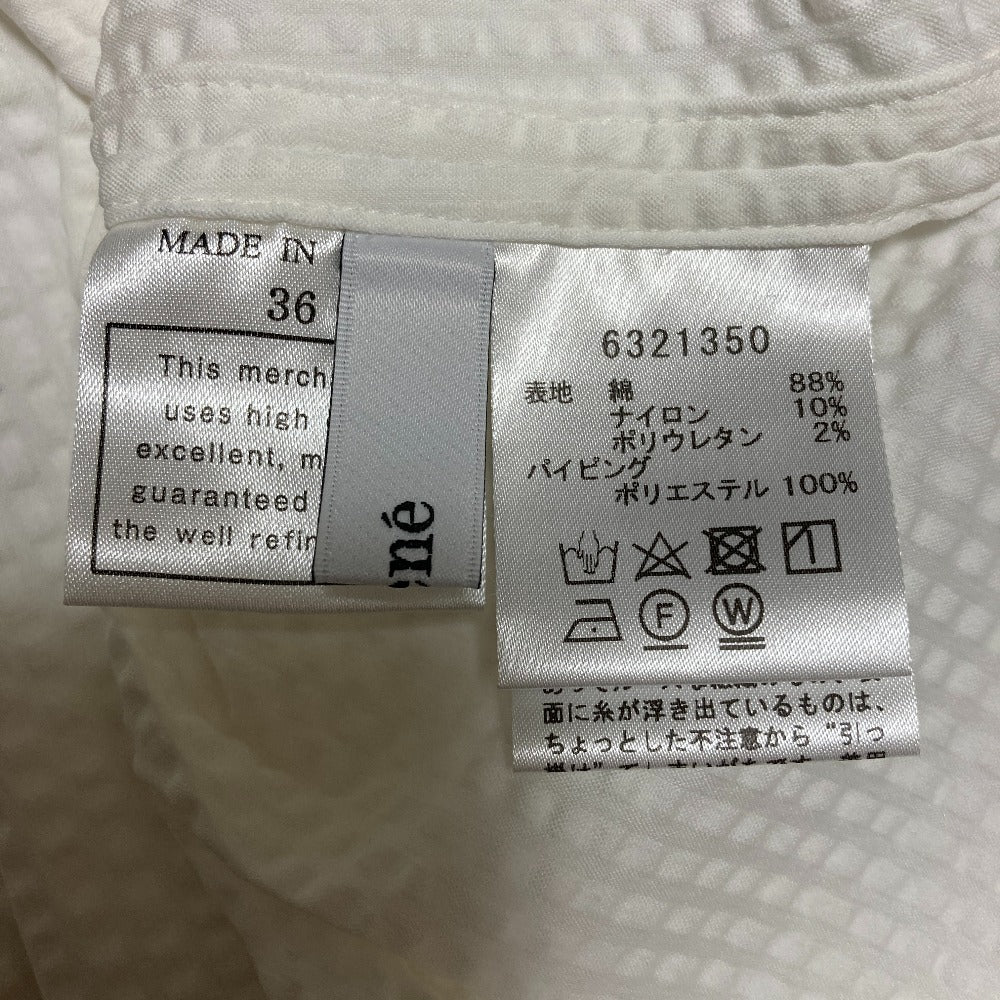 MADE IN
36
This merch
uses high
excellent, m
guaranteed
the well refin
né
6321350
表地 綿 88%
ナイロン 10%
ポリウレタン 2%
パイピング
ポリエステル 100%
F W
面に糸が浮き出ているものは、
ちょっとした不注意から“引っ